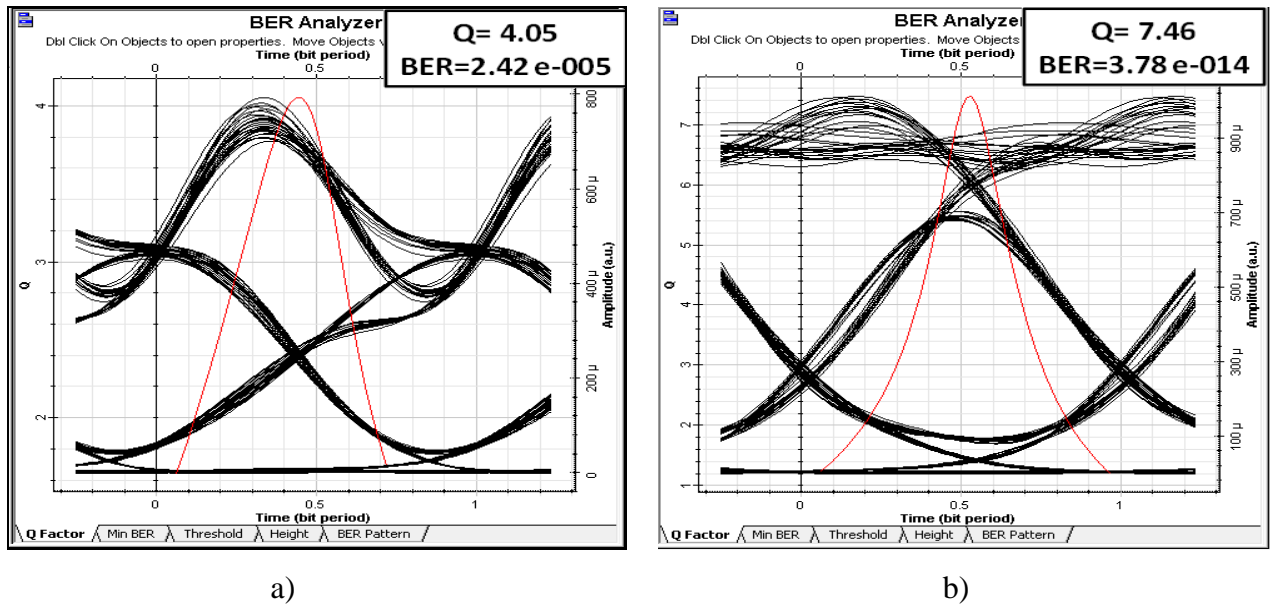 BER Analyzer
Q= 4.05
BER=2.42 e-005
Dbl Click On Objects to open properties. Move Objects
Time (bit period)
0 0.5
4
3
2
Q
800 µ
600 µ
400 µ
200 µ
0
Amplitude (a.u.)
0 0.5 1
Time (bit period)
Q Factor Min BER Threshold Height BER Pattern
a)
BER Analyzer
Q= 7.46
BER=3.78 e-014
Dbl Click On Objects to open properties. Move Objects
Time (bit period)
0 0.5
7
6
5
4
3
2
1
Q
900 µ
700 µ
500 µ
300 µ
100 µ
Amplitude (a.u.)
0 0.5 1
Time (bit period)
Q Factor Min BER Threshold Height BER Pattern
b)